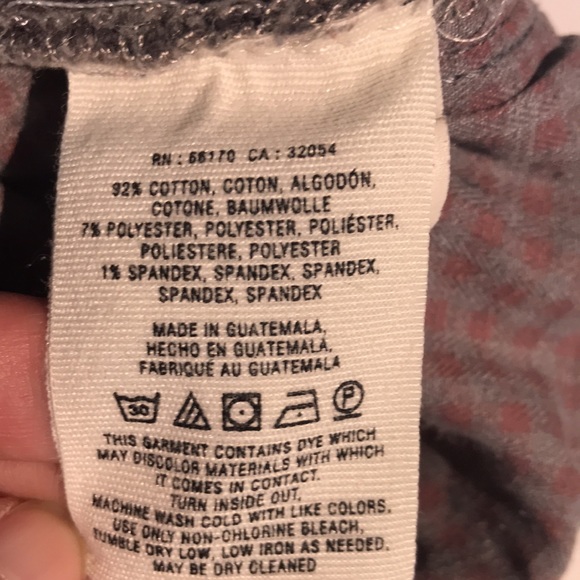 RN : 66170 CA : 32054
92% COTTON, COTON, ALGODÓN,
COTONE, BAUMWOLLE
7% POLYESTER, POLYESTER, POLIÉSTER,
POLIESTERE, POLYESTER
1% SPANDEX, SPANDEX, SPANDEX,
SPANDEX, SPANDEX
MADE IN GUATEMALA,
HECHO EN GUATEMALA,
FABRIQUÉ AU GUATEMALA
30 P
THIS GARMENT CONTAINS DYE WHICH
MAY DISCOLOR MATERIALS WITH WHICH
IT COMES IN CONTACT.
TURN INSIDE OUT,
MACHINE WASH COLD WITH LIKE COLORS,
USE ONLY NON-CHLORINE BLEACH,
TUMBLE DRY LOW, LOW IRON AS NEEDED.
MAY BE DRY CLEANED